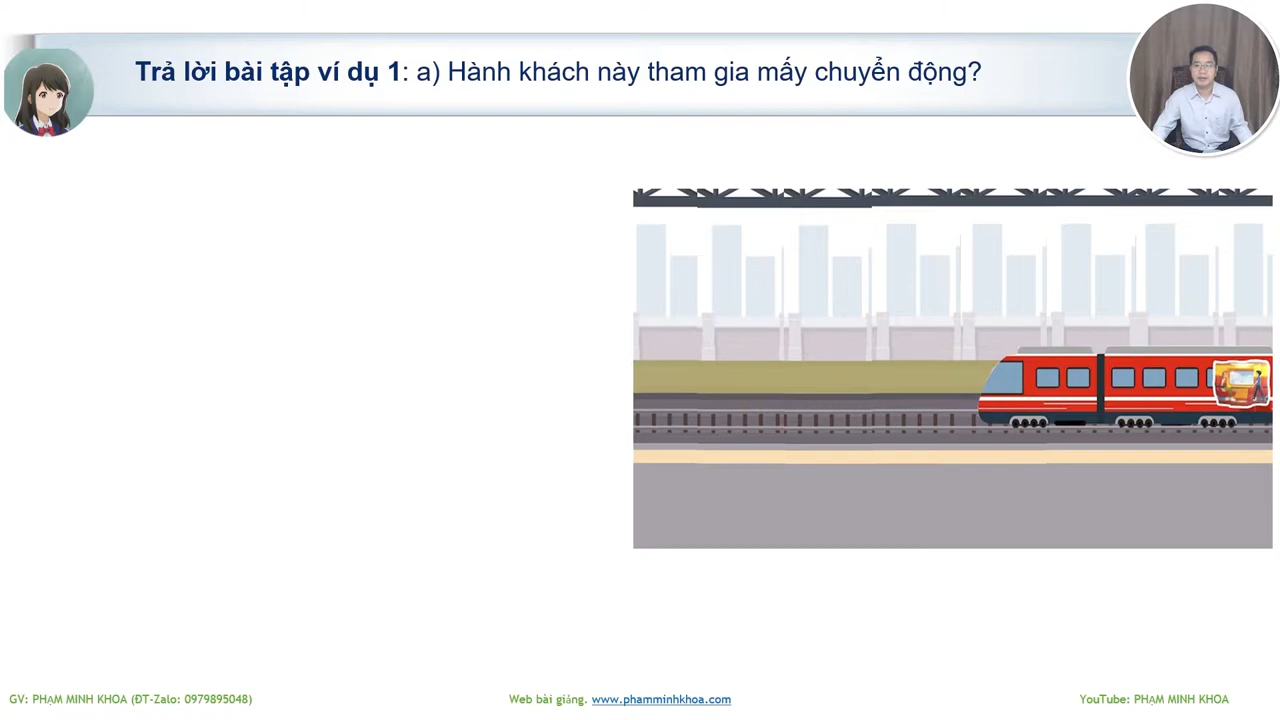 Trả lời bài tập ví dụ 1: a) Hành khách này tham gia mấy chuyển động?
GV: PHẠM MINH KHOA (ĐT-Zalo: 0979895048)
Web bài giảng. www.phamminhkhoa.com
YouTube: PHẠM MINH KHOA